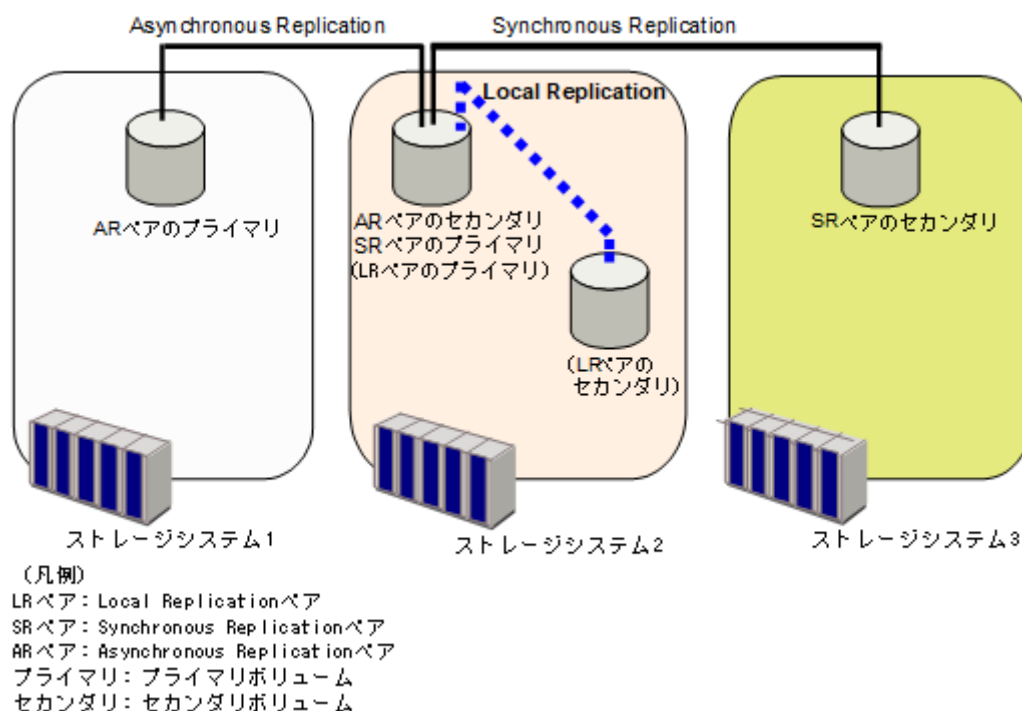 Asynchronous Replication
Synchronous Replication
Local Replication
ARペアのプライマリ
ARペアのセカンダリ
SRペアのプライマリ
(LRペアのプライマリ)
(LRペアの
セカンダリ)
SRペアのセカンダリ
ストレージシステム1
ストレージシステム2
ストレージシステム3
(凡例)
LRペア：Local Replicationペア
SRペア：Synchronous Replicationペア
ARペア：Asynchronous Replicationペア
プライマリ：プライマリボリューム
セカンダリ：セカンダリボリューム